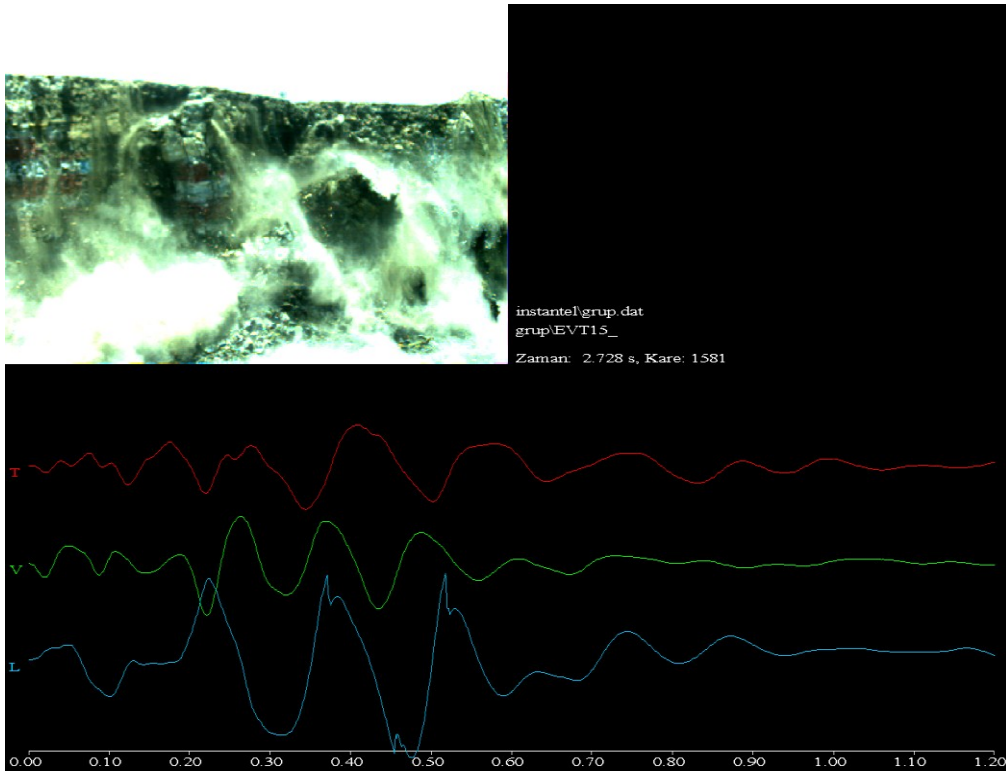 instantel\grup.dat
grup\EVT15_
Zaman: 2.728 s, Kare: 1581
T
V
L
0.00 0.10 0.20 0.30 0.40 0.50 0.60 0.70 0.80 0.90 1.00 1.10 1.20